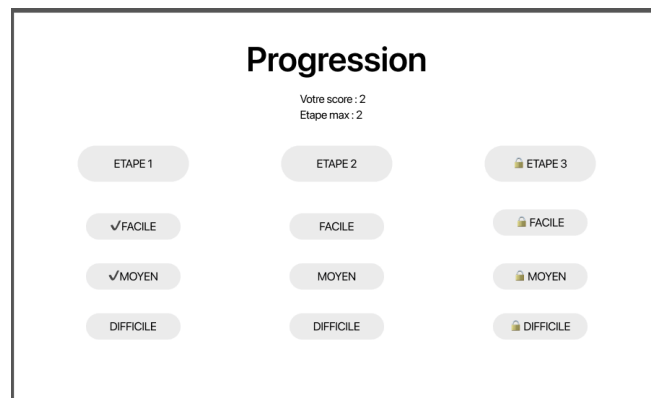 Progression
Votre score : 2
Etape max : 2
ETAPE 1
ETAPE 2
🔒 ETAPE 3
✓FACILE
FACILE
🔒 FACILE
✓MOYEN
MOYEN
🔒 MOYEN
DIFFICILE
DIFFICILE
🔒 DIFFICILE